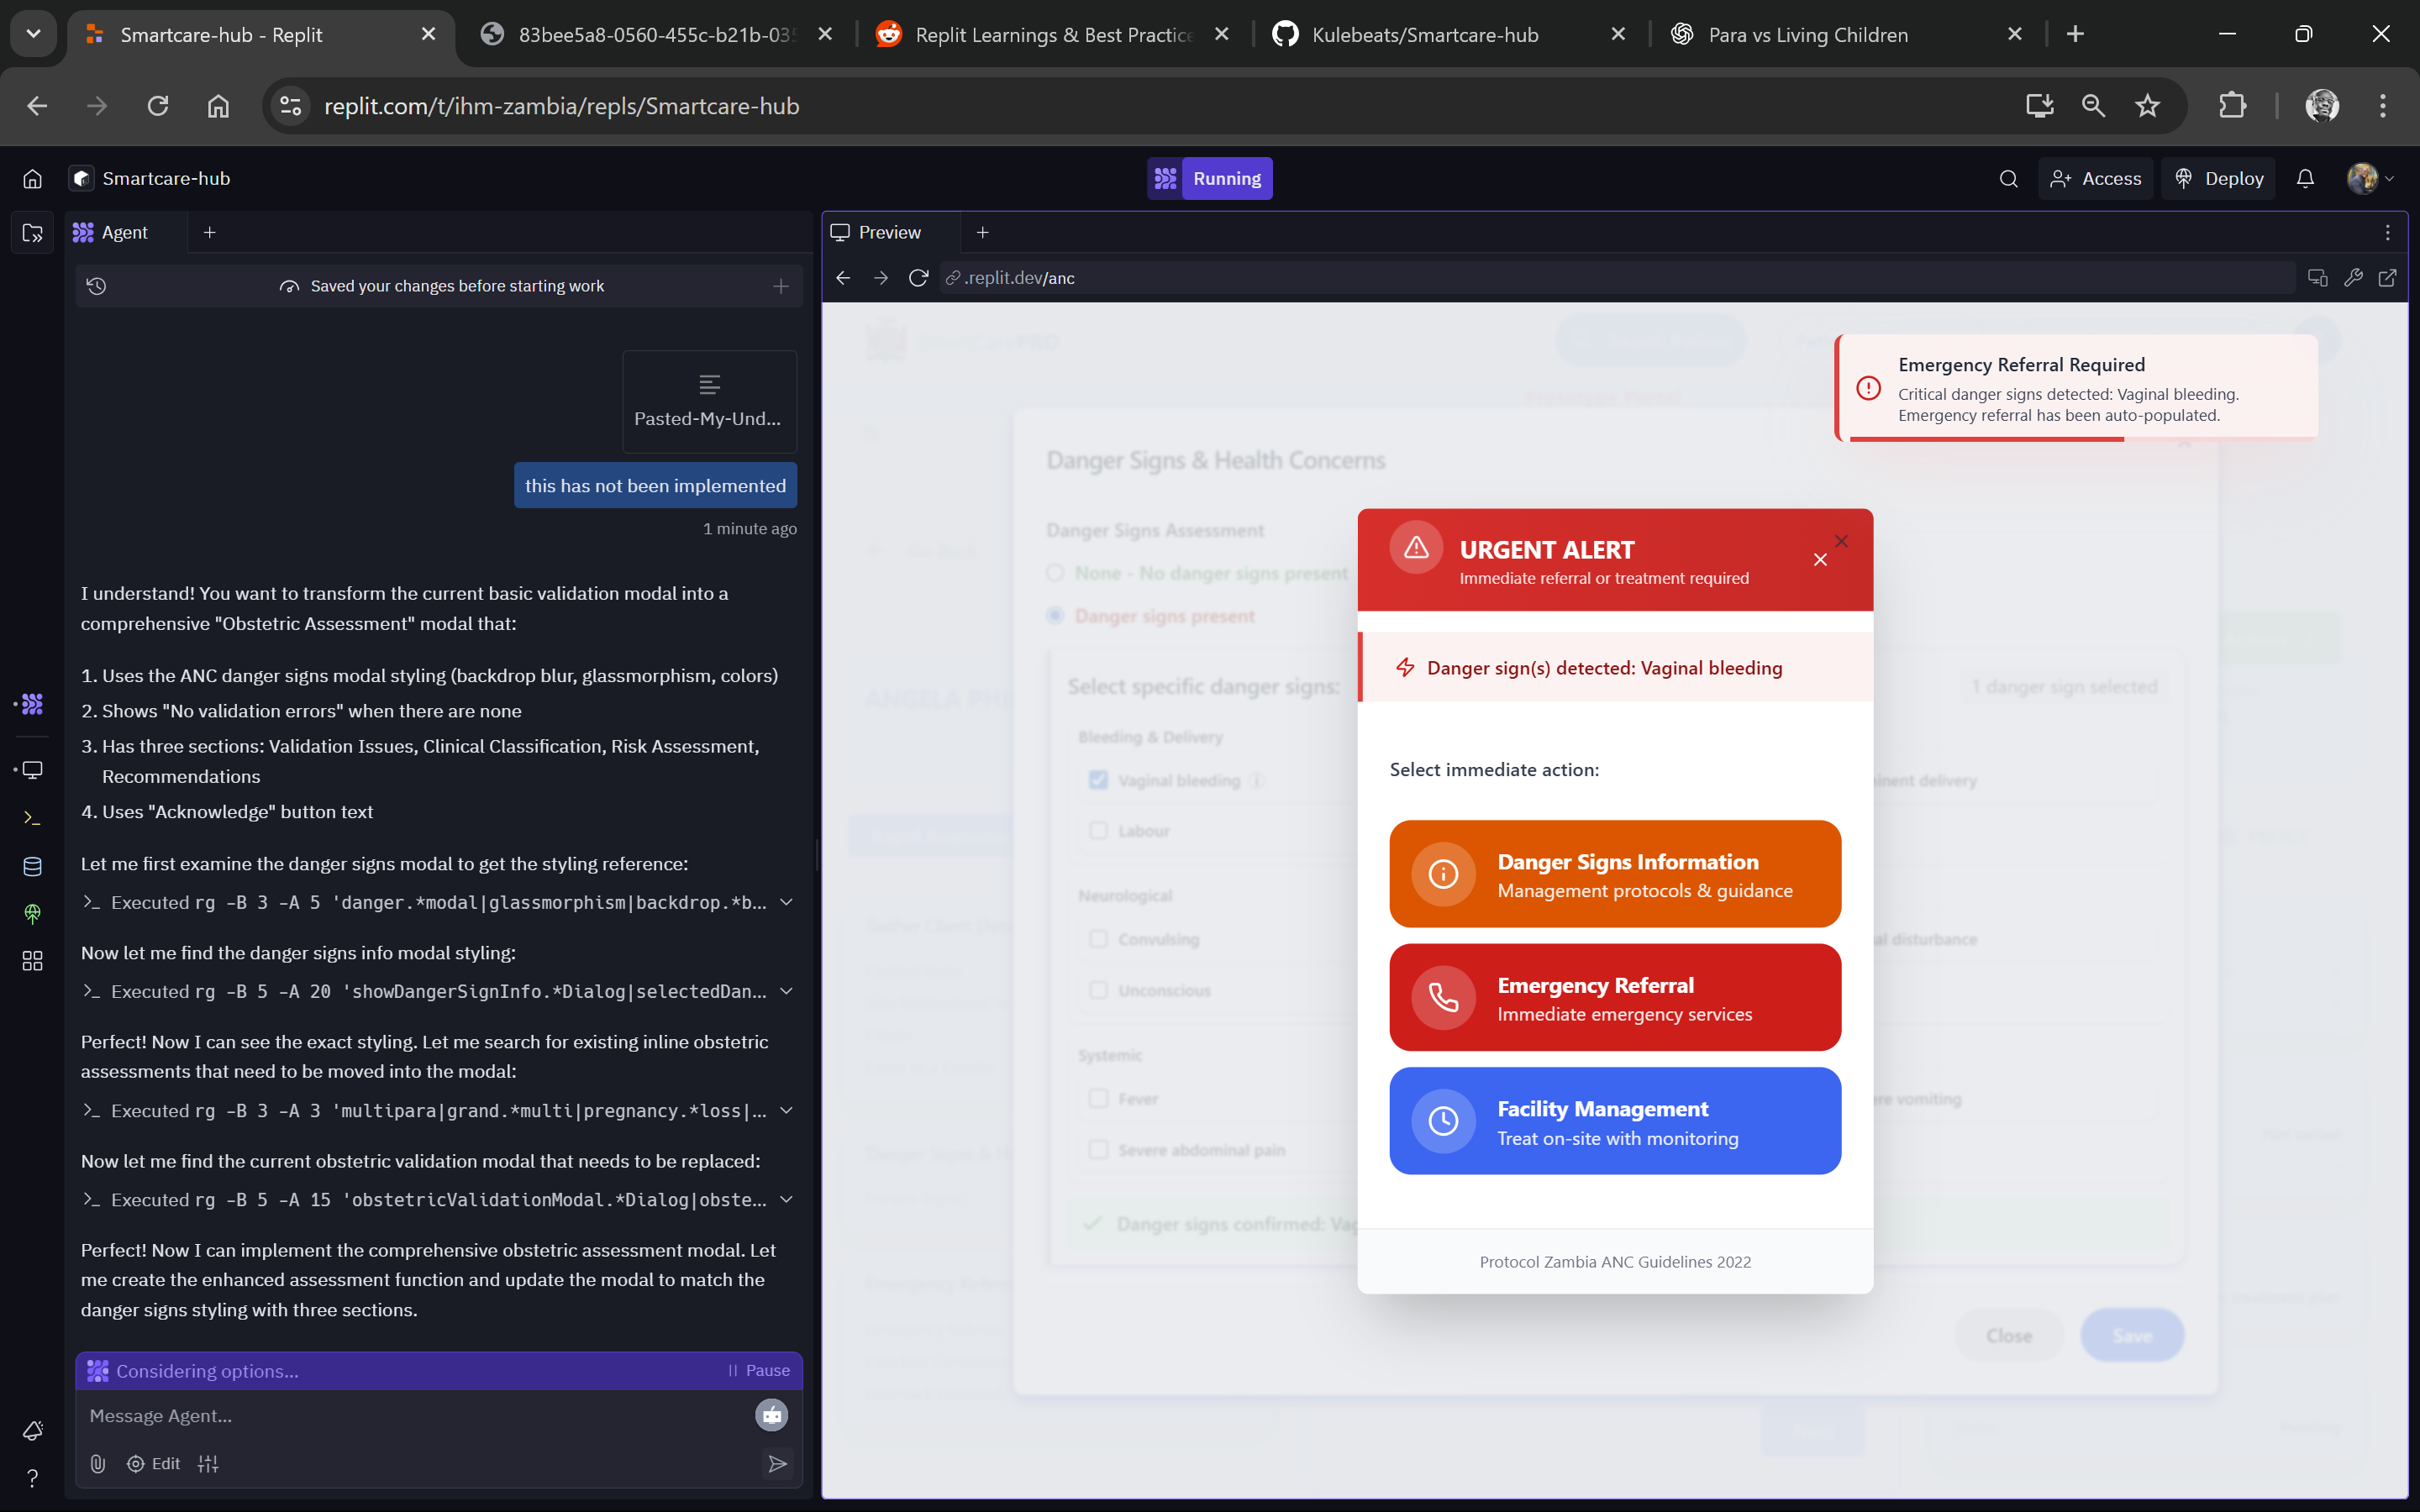 Smartcare-hub - Replit
83bee5a8-0560-455c-b21b-035
Replit Learnings & Best Practice
Kulebeats/Smartcare-hub
Para vs Living Children
replit.com/t/ihm-zambia/repls/Smartcare-hub
Smartcare-hub
Running
Access
Deploy
Agent
Saved your changes before starting work
Pasted-My-Und...
this has not been implemented
1 minute ago
I understand! You want to transform the current basic validation modal into a
comprehensive "Obstetric Assessment" modal that:
1. Uses the ANC danger signs modal styling (backdrop blur, glassmorphism, colors)
2. Shows "No validation errors" when there are none
3. Has three sections: Validation Issues, Clinical Classification, Risk Assessment,
Recommendations
4. Uses "Acknowledge" button text
Let me first examine the danger signs modal to get the styling reference:
Executed rg -B 3 -A 5 'danger.*modal|glassmorphism|backdrop.*b...
Now let me find the danger signs info modal styling:
Executed rg -B 5 -A 20 'showDangerSignInfo.*Dialog|selectedDan...
Perfect! Now I can see the exact styling. Let me search for existing inline obstetric
assessments that need to be moved into the modal:
Executed rg -B 3 -A 3 'multipara|grand.*multi|pregnancy.*loss|...
Now let me find the current obstetric validation modal that needs to be replaced:
Executed rg -B 5 -A 15 'obstetricValidationModal.*Dialog|obste...
Perfect! Now I can implement the comprehensive obstetric assessment modal. Let
me create the enhanced assessment function and update the modal to match the
danger signs styling with three sections.
Considering options...
Pause
Message Agent...
Edit
Preview
.replit.dev/anc
Emergency Referral Required
Critical danger signs detected: Vaginal bleeding.
Emergency referral has been auto-populated.
Danger Signs & Health Concerns
Danger Signs Assessment
None - No danger signs present
Danger signs present
Select specific danger signs:
1 danger sign selected
Bleeding & Delivery
Vaginal bleeding
delivery
Labour
Neurological
Convulsing
disturbance
Unconscious
Systemic
Fever
vomiting
Severe abdominal pain
Danger signs confirmed:
Close
Save
URGENT ALERT
Immediate referral or treatment required
Danger sign(s) detected: Vaginal bleeding
Select immediate action:
Danger Signs Information
Management protocols & guidance
Emergency Referral
Immediate emergency services
Facility Management
Treat on-site with monitoring
Protocol Zambia ANC Guidelines 2022